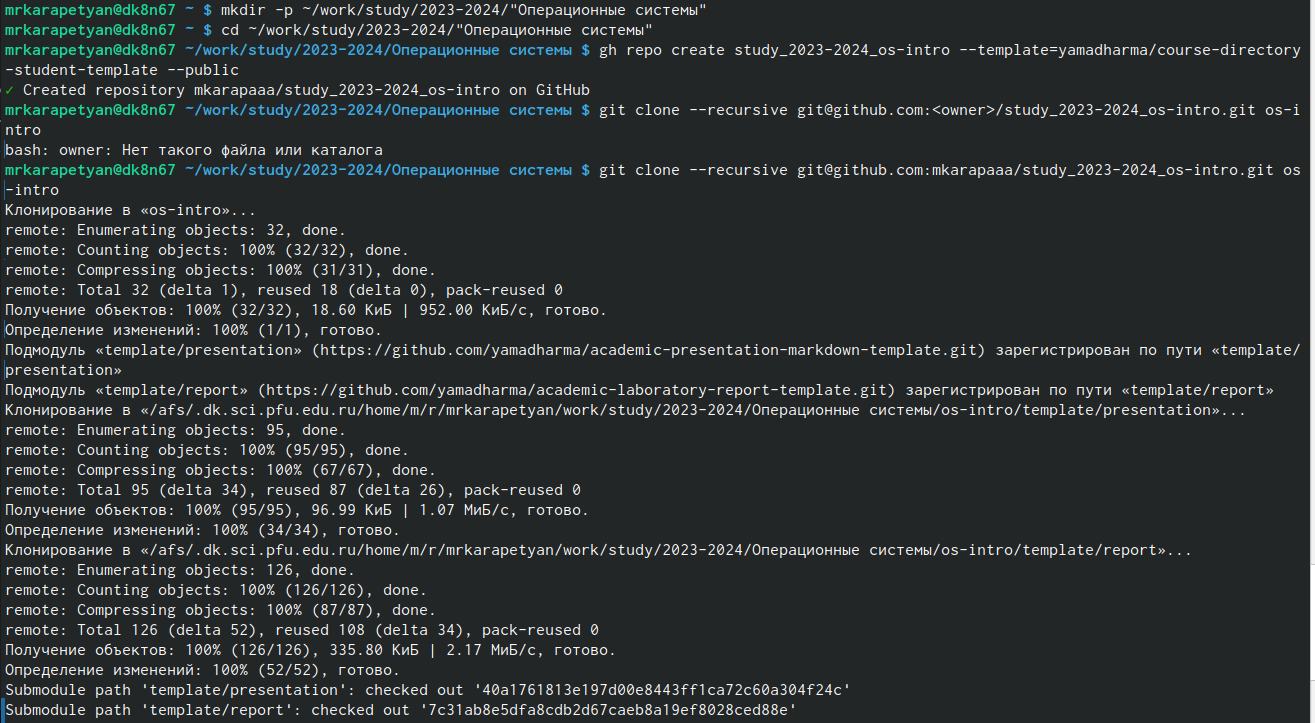 mrkarapetyan@dk8n67 ~ $ mkdir -p ~/work/study/2023-2024/"Операционные системы"
mrkarapetyan@dk8n67 ~ $ cd ~/work/study/2023-2024/"Операционные системы"
mrkarapetyan@dk8n67 ~/work/study/2023-2024/Операционные системы $ gh repo create study_2023-2024_os-intro --template=yamadharma/course-directory
-student-template --public
✓ Created repository mkarapaaa/study_2023-2024_os-intro on GitHub
mrkarapetyan@dk8n67 ~/work/study/2023-2024/Операционные системы $ git clone --recursive git@github.com:<owner>/study_2023-2024_os-intro.git os-i
ntro
bash: owner: Нет такого файла или каталога
mrkarapetyan@dk8n67 ~/work/study/2023-2024/Операционные системы $ git clone --recursive git@github.com:mkarapaaa/study_2023-2024_os-intro.git os
-intro
Клонирование в «os-intro»...
remote: Enumerating objects: 32, done.
remote: Counting objects: 100% (32/32), done.
remote: Compressing objects: 100% (31/31), done.
remote: Total 32 (delta 1), reused 18 (delta 0), pack-reused 0
Получение объектов: 100% (32/32), 18.60 КиБ | 952.00 КиБ/с, готово.
Определение изменений: 100% (1/1), готово.
Подмодуль «template/presentation» (https://github.com/yamadharma/academic-presentation-markdown-template.git) зарегистрирован по пути «template/
presentation»
Подмодуль «template/report» (https://github.com/yamadharma/academic-laboratory-report-template.git) зарегистрирован по пути «template/report»
Клонирование в «/afs/.dk.sci.pfu.edu.ru/home/m/r/mrkarapetyan/work/study/2023-2024/Операционные системы/os-intro/template/presentation»...
remote: Enumerating objects: 95, done.
remote: Counting objects: 100% (95/95), done.
remote: Compressing objects: 100% (67/67), done.
remote: Total 95 (delta 34), reused 87 (delta 26), pack-reused 0
Получение объектов: 100% (95/95), 96.99 КиБ | 1.07 МиБ/с, готово.
Определение изменений: 100% (34/34), готово.
Клонирование в «/afs/.dk.sci.pfu.edu.ru/home/m/r/mrkarapetyan/work/study/2023-2024/Операционные системы/os-intro/template/report»...
remote: Enumerating objects: 126, done.
remote: Counting objects: 100% (126/126), done.
remote: Compressing objects: 100% (87/87), done.
remote: Total 126 (delta 52), reused 108 (delta 34), pack-reused 0
Получение объектов: 100% (126/126), 335.80 КиБ | 2.17 МиБ/с, готово.
Определение изменений: 100% (52/52), готово.
Submodule path 'template/presentation': checked out '40a1761813e197d00e8443ff1ca72c60a304f24c'
Submodule path 'template/report': checked out '7c31ab8e5dfa8cdb2d67caeb8a19ef8028ced88e'